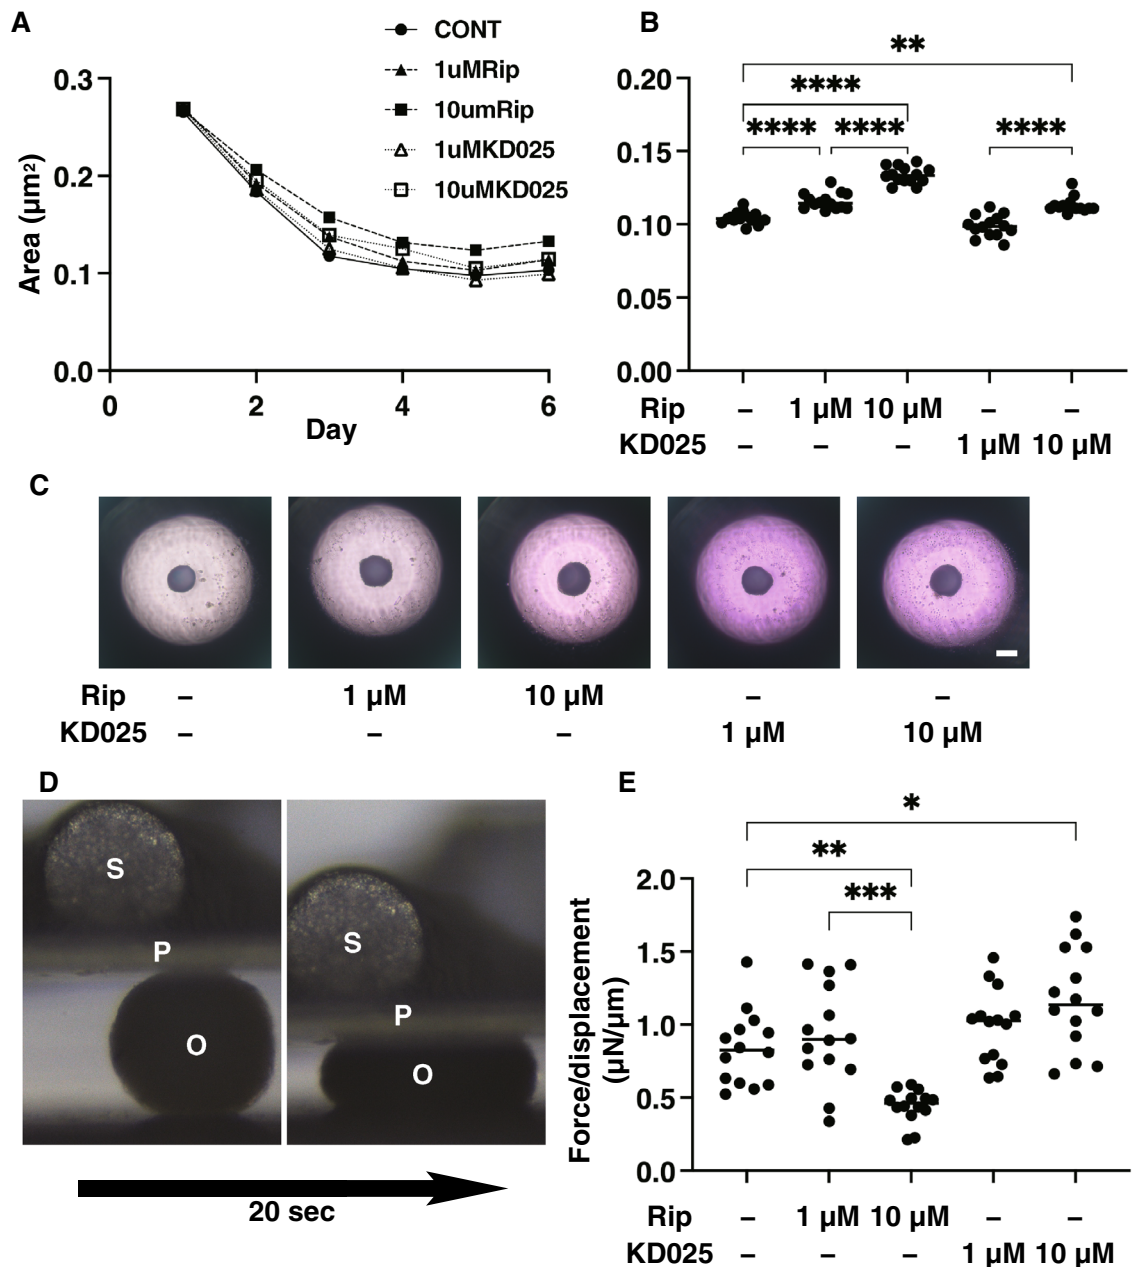 A
CONT
1uMRip
10umRip
1uMKD025
10uMKD025
Area (µm²)
0.3
0.2
0.1
0.0
0 2 4 6
Day
B
**
****
**** **** ****
0.20
0.15
0.10
0.05
0.00
Rip – 1 µM 10 µM – –
KD025 – – – 1 µM 10 µM
C
Rip – 1 µM 10 µM – –
KD025 – – – 1 µM 10 µM
D
S
P
O
S
P
O
20 sec
E
*
**
***
Force/displacement
(µN/µm)
2.0
1.5
1.0
0.5
0.0
Rip – 1 µM 10 µM – –
KD025 – – – 1 µM 10 µM